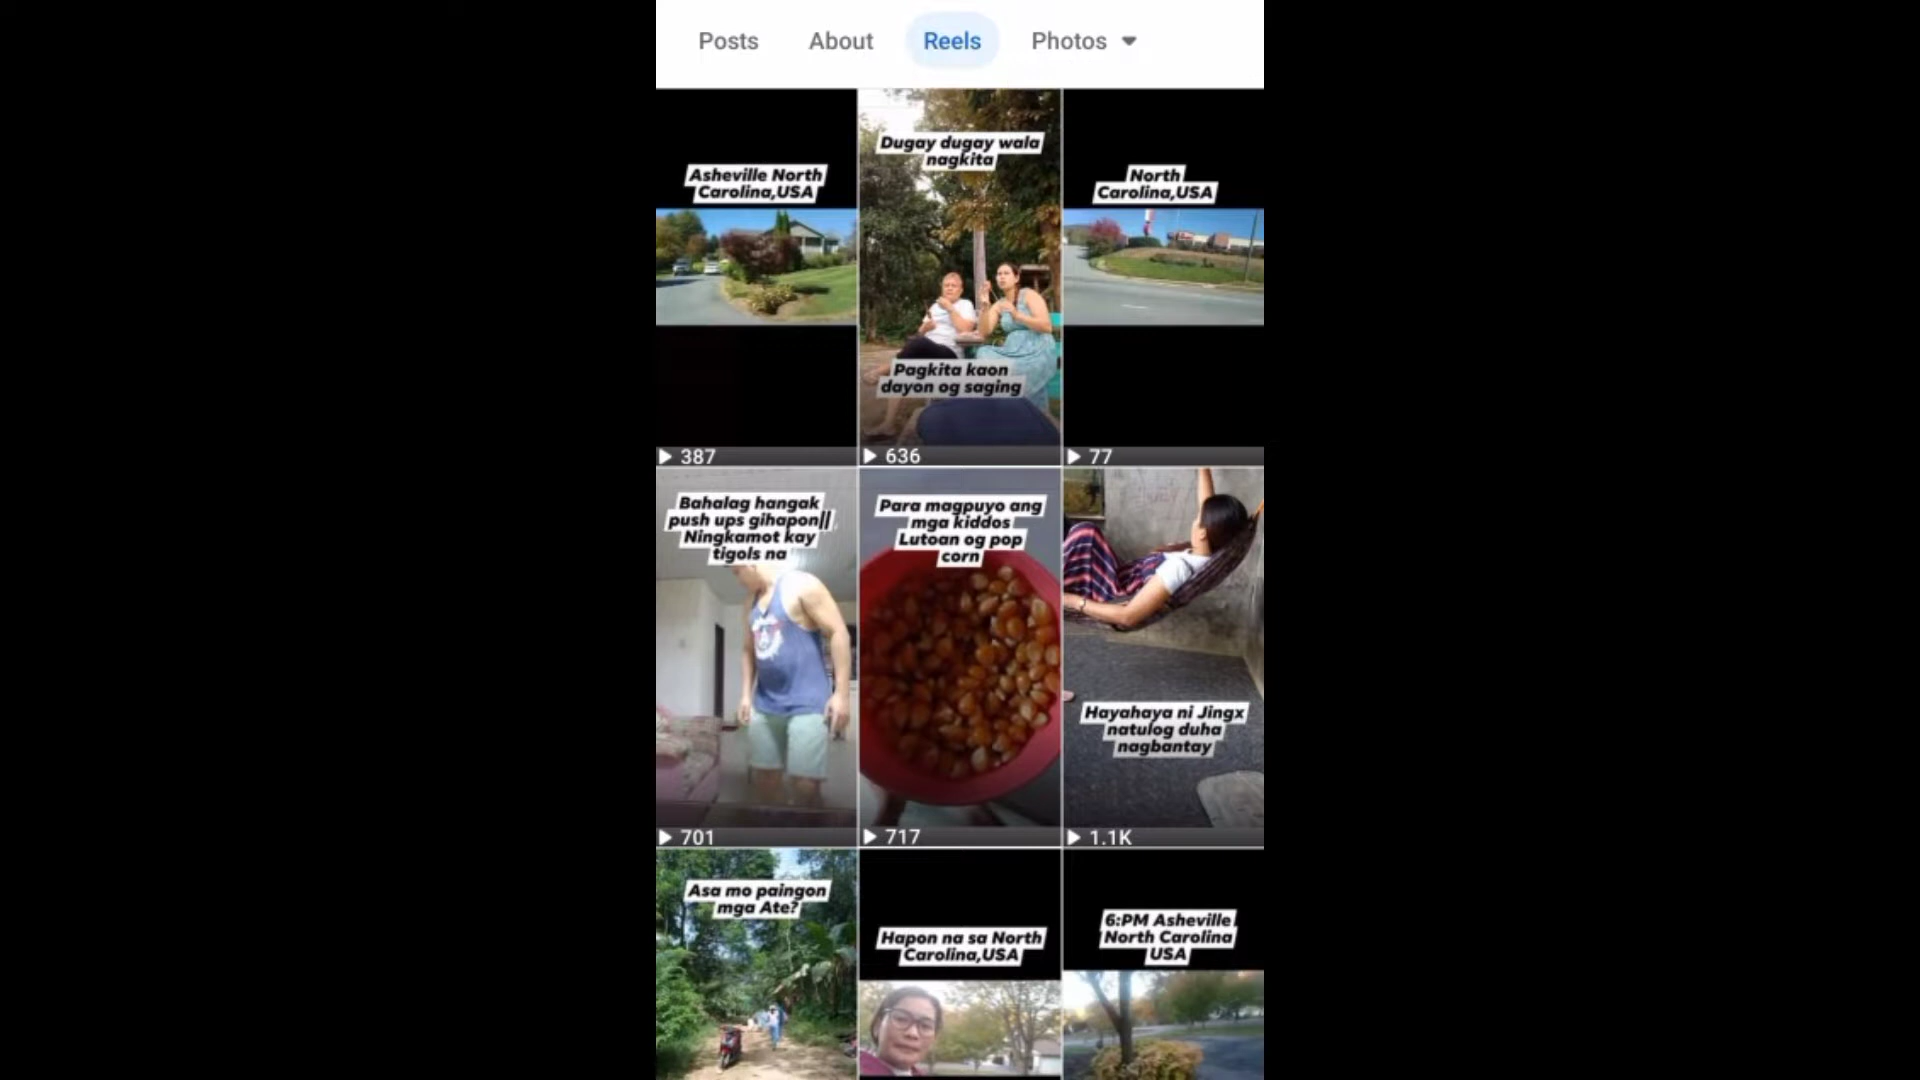 Posts About Reels Photos
Asheville North
Carolina,USA
387
Dugay dugay wala
nagkita
Pagkita kaon
dayon og saging
636
North
Carolina,USA
77
Bahalag hangak
push ups gihapon||
Ningkamot kay
tigols na
701
Para magpuyo ang
mga kiddos
Lutoan og pop
corn
717
Hayahaya ni Jingx
natulog duha
nagbantay
1.1K
Asa mo paingon
mga Ate?
Hapon na sa North
Carolina,USA
6:PM Asheville
North Carolina
USA